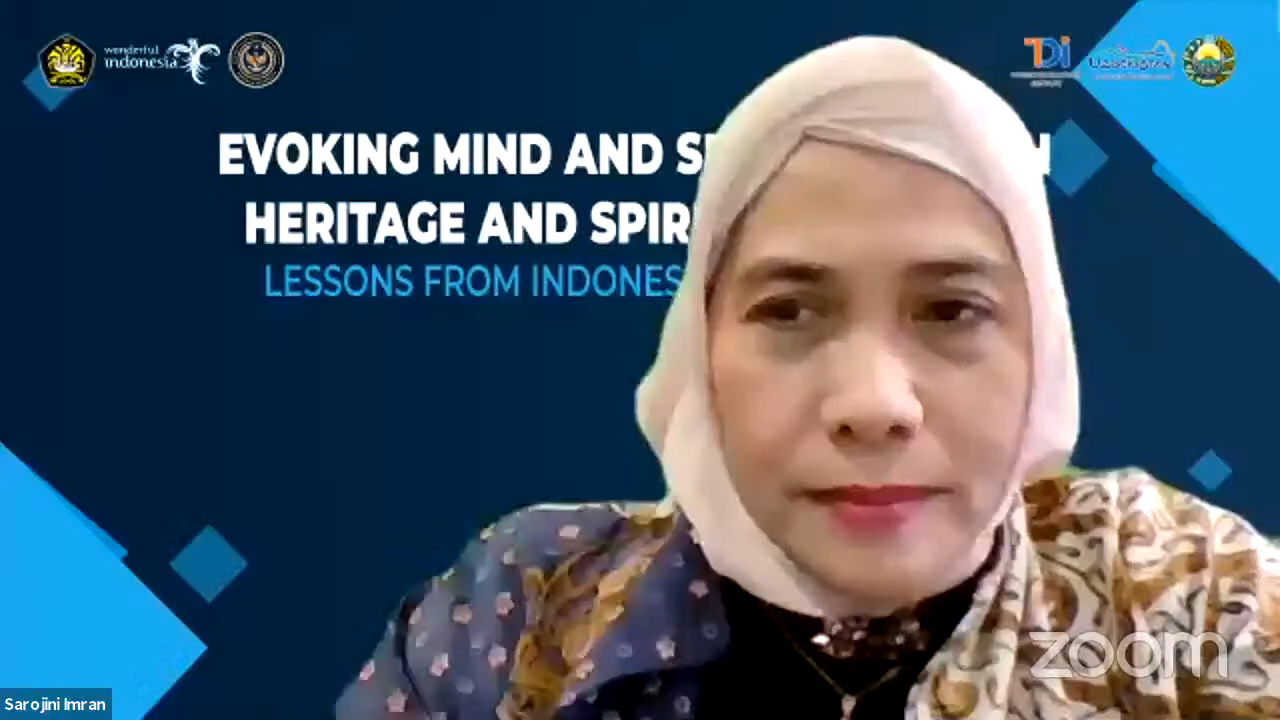 wonderful
indonesia
TDi
EVOKING MIND AND S
N
HERITAGE AND SPIR
LESSONS FROM INDONES
zoom
Sarojini Imran